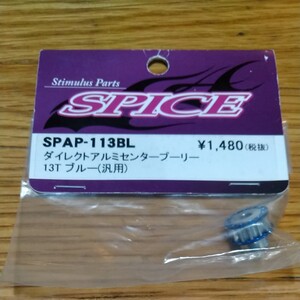 Stimulus Parts
SPICE
SPAP-113BL ¥1,480(税抜)
ダイレクトアルミセンタープーリー
13T ブルー(汎用)